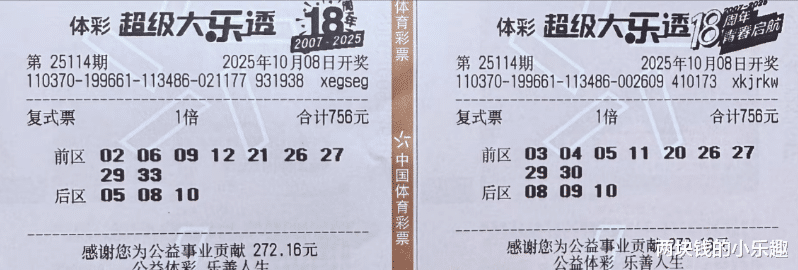 体彩 超级大乐透 18周年
2007-2025
第 25114期 2025年10月08日开奖
110370-199661-113486-021177 931938 xegseg
复式票 1倍 合计756元
前区 02 06 09 12 21 26 27
29 33
后区 05 08 10
感谢您为公益事业贡献 272.16元
公益体彩 乐善人生
体育彩票
中国体育彩票
体彩 超级大乐透 18周年
青春启航
第 25114期 2025年10月08日开奖
110370-199661-113486-002609 410173 xkjrkw
复式票 1倍 合计756元
前区 03 04 05 11 20 26 27
29 30
后区 08 09 10
感谢您为公益事业贡献
公益体彩 乐善人生
两块钱的小乐趣